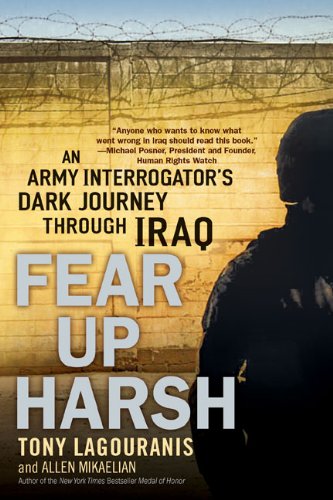 "Anyone who wants to know what
went wrong in Iraq should read this book."
—Michael Posner, President and Founder,
Human Rights Watch
AN
ARMY INTERROGATOR'S
DARK JOURNEY
THROUGH IRAQ
FEAR
UP
HARSH
TONY LAGOURANIS
and ALLEN MIKAELIAN
Author of the New York Times Bestseller Medal of Honor